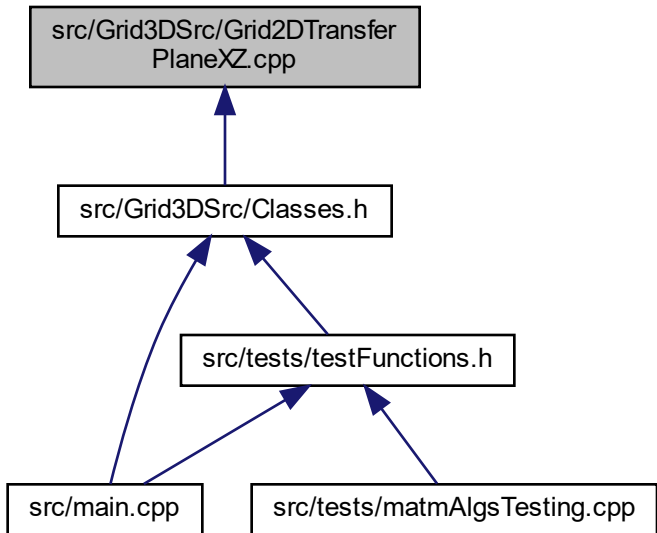 src/Grid3DSrc/Grid2DTransfer
PlaneXZ.cpp
src/Grid3DSrc/Classes.h
src/tests/testFunctions.h
src/main.cpp
src/tests/matmAlgsTesting.cpp